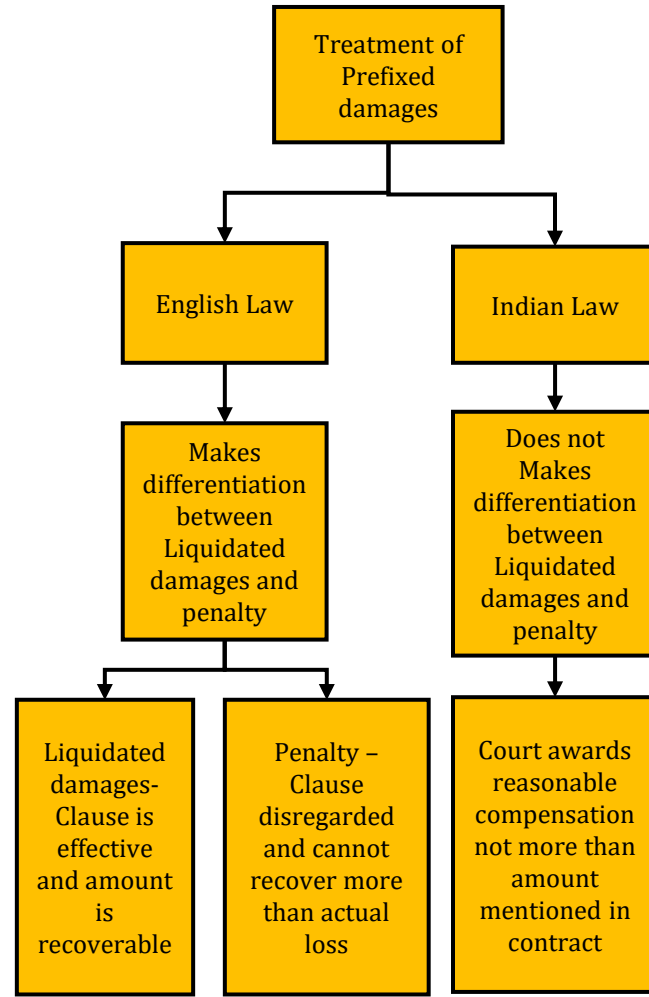 Treatment of
Prefixed
damages
English Law
Indian Law
Makes
differentiation
between
Liquidated
damages and
penalty
Does not
Makes
differentiation
between
Liquidated
damages and
penalty
Liquidated
damages-
Clause is
effective
and amount
is
recoverable
Penalty –
Clause
disregarded
and cannot
recover more
than actual
loss
Court awards
reasonable
compensation
not more than
amount
mentioned in
contract